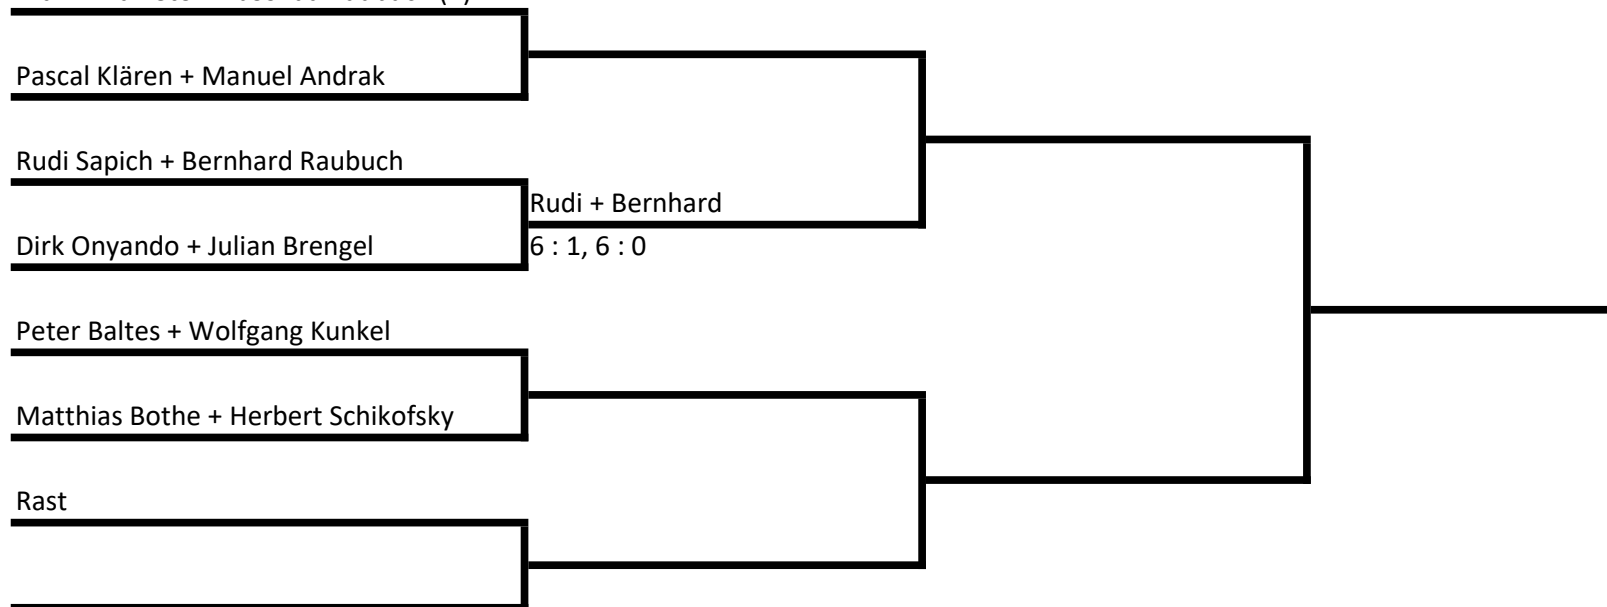 Pascal Klären + Manuel Andrak
Rudi Sapich + Bernhard Raubuch
Rudi + Bernhard
Dirk Onyando + Julian Brengel
6 : 1, 6 : 0
Peter Baltes + Wolfgang Kunkel
Matthias Bothe + Herbert Schikofsky
Rast